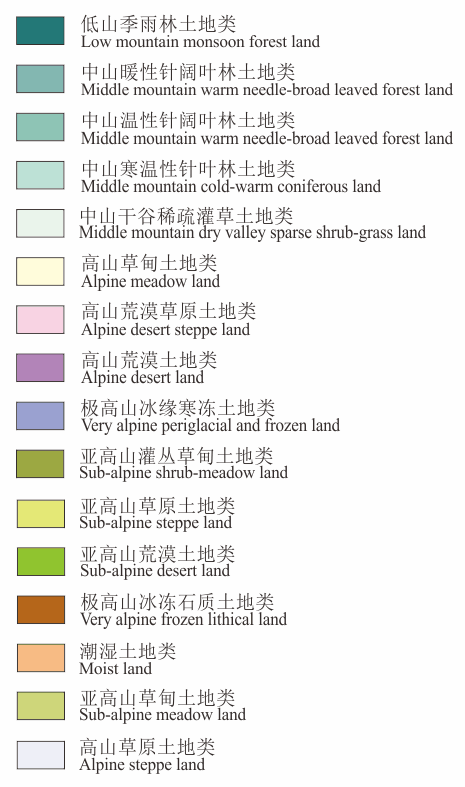 低山季雨林土地类
Low mountain monsoon forest land
中山暖性针阔叶林土地类
Middle mountain warm needle-broad leaved forest land
中山温性针阔叶林土地类
Middle mountain warm needle-broad leaved forest land
中山寒温性针叶林土地类
Middle mountain cold-warm coniferous land
中山干谷稀疏灌草土地类
Middle mountain dry valley sparse shrub-grass land
高山草甸土地类
Alpine meadow land
高山荒漠草原土地类
Alpine desert steppe land
高山荒漠土地类
Alpine desert land
极高山冰缘寒冻土地类
Very alpine periglacial and frozen land
亚高山灌丛草甸土地类
Sub-alpine shrub-meadow land
亚高山草原土地类
Sub-alpine steppe land
亚高山荒漠土地类
Sub-alpine desert land
极高山冰冻石质土地类
Very alpine frozen lithical land
潮湿土地类
Moist land
亚高山草甸土地类
Sub-alpine meadow land
高山草原土地类
Alpine steppe land